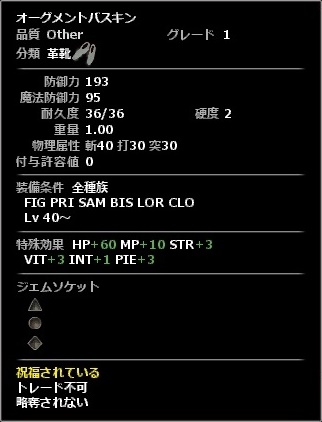 オーグメントバスキン
品質 Other グレード 1
分類 革靴
防御力 193
魔法防御力 95
耐久度 36/36 硬度 2
重量 1.00
物理属性 斬40 打30 突30
付与許容値 0
装備条件 全種族
FIG PRI SAM BIS LOR CLO
Lv 40～
特殊効果 HP+60 MP+10 STR+3
VIT+3 INT+1 PIE+3
ジェムソケット
祝福されている
トレード不可
略奪されない